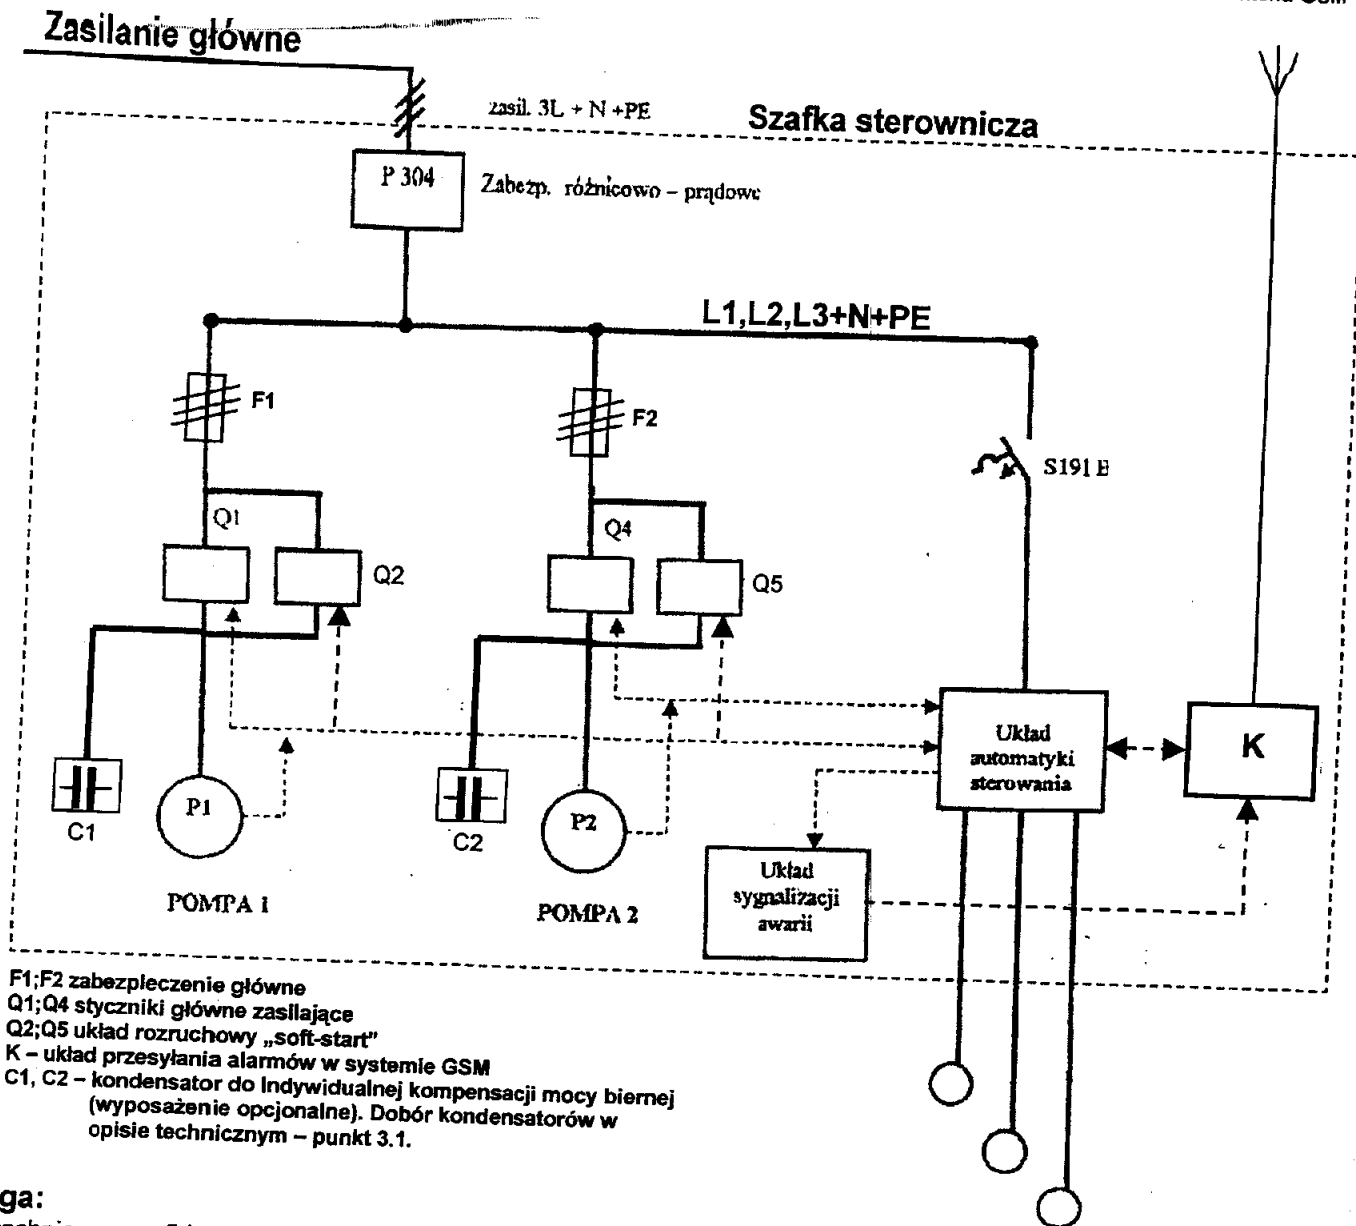 GSM
Zasilanie główne
zasil. 3L + N +PE
Szafka sterownicza
P 304
Zabezp. różnicowo – prądowe
L1,L2,L3+N+PE
F1
F2
S191 B
Q1
Q4
Q2
Q5
Układ
automatyki
sterowania
K
P1
P2
C1
C2
Układ
sygnalizacji
awarii
POMPA 1
POMPA 2
F1;F2 zabezpieczenie główne
Q1;Q4 styczniki główne zasilające
Q2;Q5 układ rozruchowy „soft-start”
K – układ przesyłania alarmów w systemie GSM
C1, C2 – kondensator do Indywidualnej kompensacji mocy biernej
(wyposażenie opcjonalne). Dobór kondensatorów w
opisie technicznym – punkt 3.1.
ga: